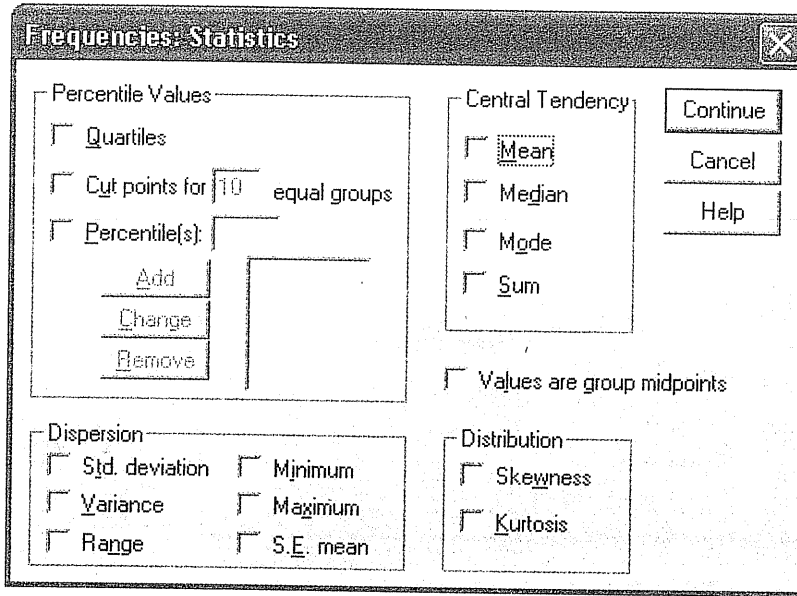 Frequencies: Statistics
Percentile Values
Quartiles
Cut points for 10 equal groups
Percentile(s):
Add
Change
Remove
Central Tendency
Mean
Median
Mode
Sum
Continue
Cancel
Help
Values are group midpoints
Dispersion
Std. deviation
Minimum
Variance
Maximum
Range
S.E. mean
Distribution
Skewness
Kurtosis